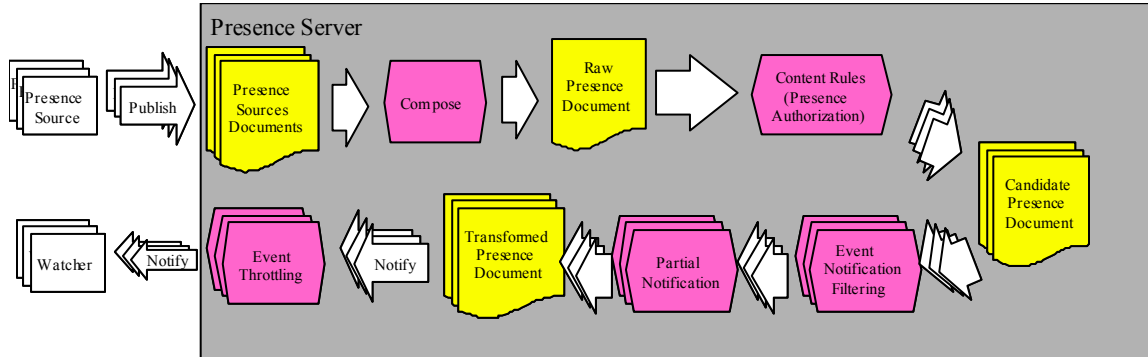 Presence Server
Presence
Source
Publish
Presence
Sources
Documents
Compose
Raw
Presence
Document
Content Rules
(Presence
Authorization)
Candidate
Presence
Document
Watcher
Notify
Event
Throttling
Notify
Transformed
Presence
Document
Partial
Notification
Event
Notification
Filtering